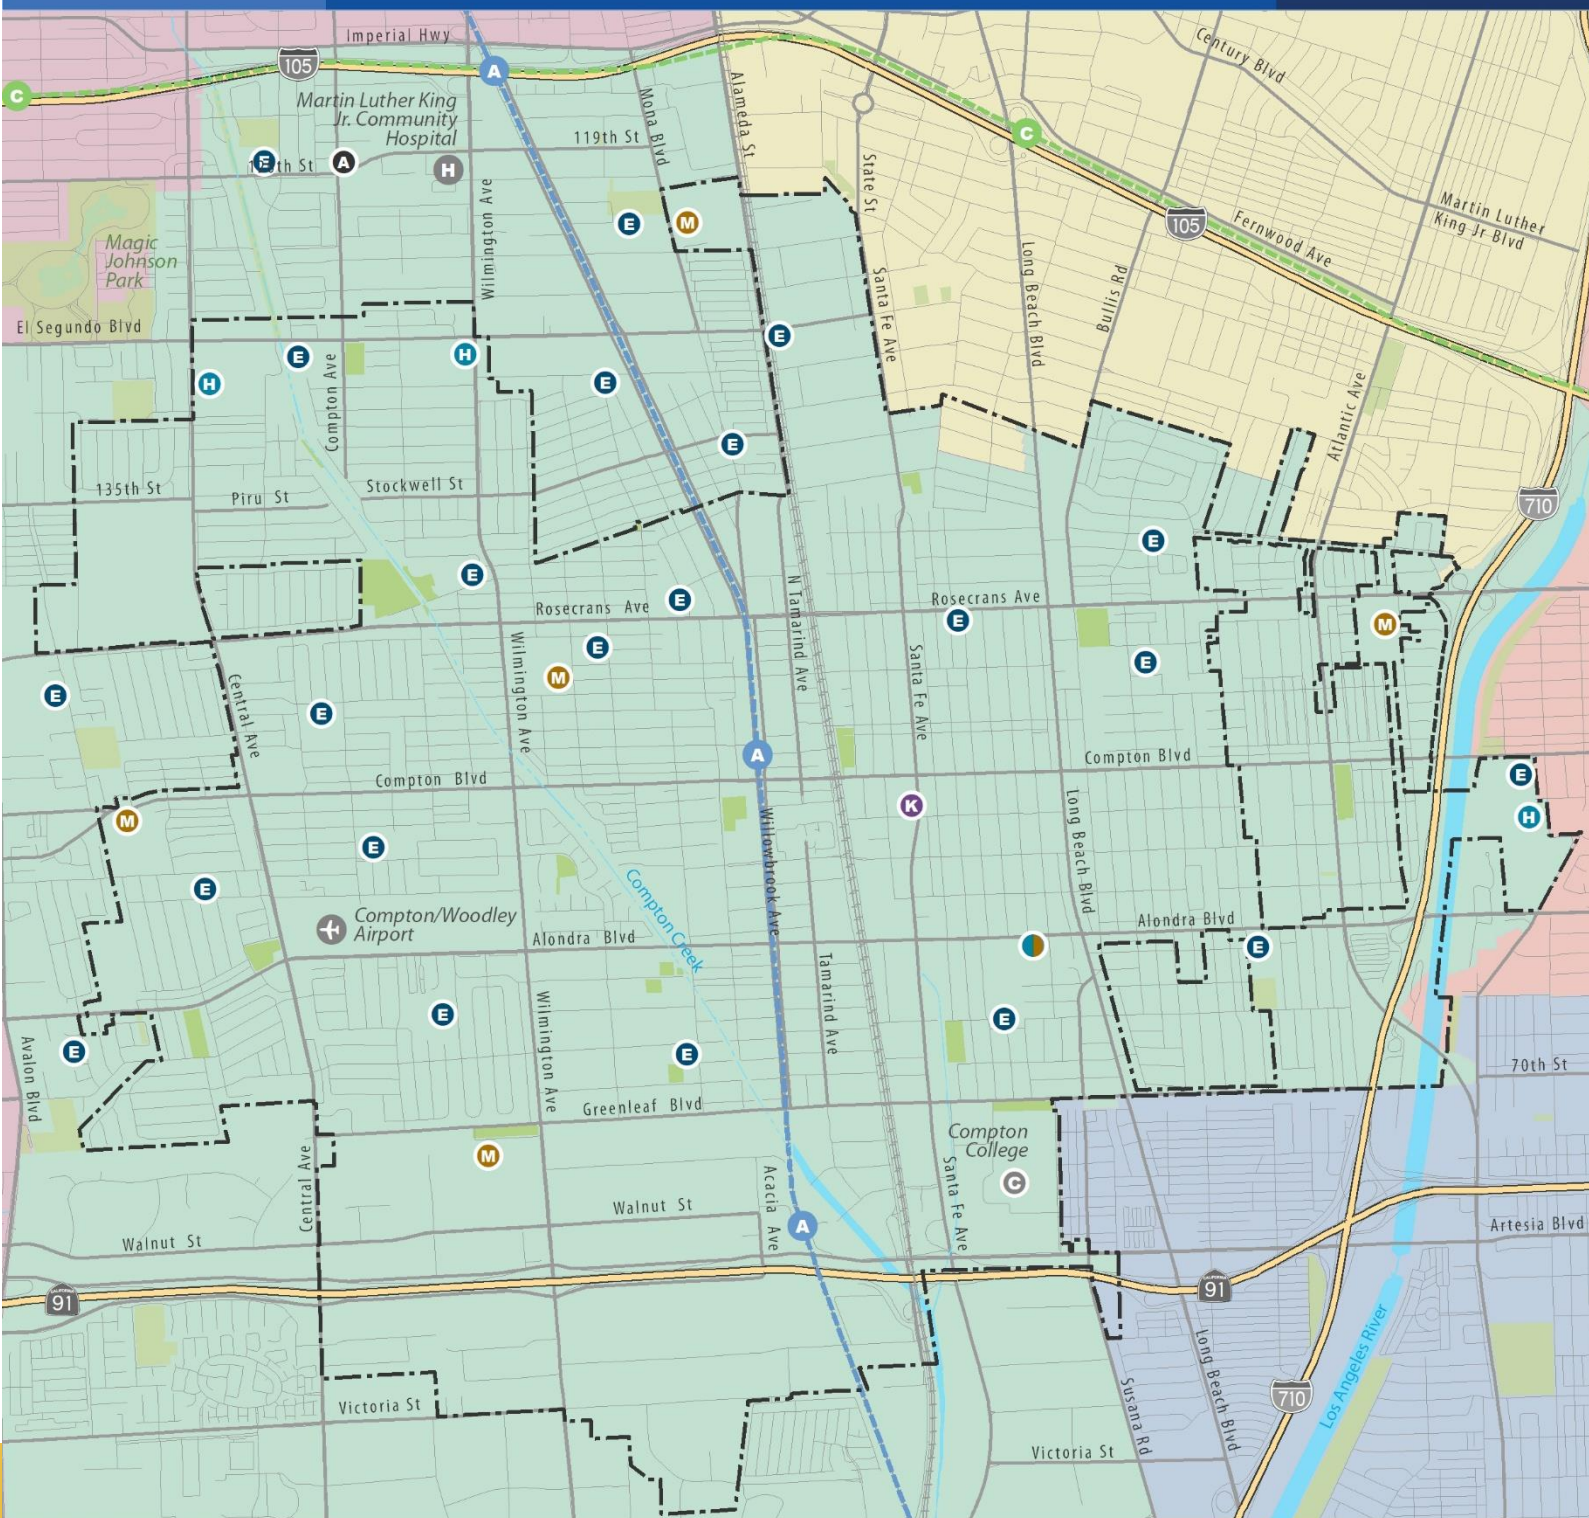 Imperial Hwy
105
A
C
Century Blvd
Martin Luther King
Jr. Community
Hospital
Mona Blvd
Alameda St
119th St
C
E
th St
A
H
State St
Wilmington Ave
Martin Luther
King Jr Blvd
105
Fernwood Ave
E
M
Magic
Johnson
Park
Long Beach Blvd
Bullis Rd
Santa Fe Ave
El Segundo Blvd
E
H
E
H
Compton Ave
E
Atlantic Ave
E
135th St
Piru St
Stockwell St
710
E
E
N Tamarind Ave
Rosecrans Ave
E
Rosecrans Ave
E
M
Wilmington Ave
E
M
Santa Fe Ave
E
E
Central Ave
E
A
Compton Blvd
Compton Blvd
E
M
K
Long Beach Blvd
Willowbrook Ave
H
E
E
Compton Creek
Compton/Woodley
Airport
Alondra Blvd
Alondra Blvd
E
Tamarind Ave
Wilmington Ave
E
E
Avalon Blvd
E
E
70th St
Greenleaf Blvd
Compton
College
C
M
Central Ave
Acacia Ave
Santa Fe Ave
Walnut St
Walnut St
A
Artesia Blvd
91
CALIFORNIA
91
Los Angeles River
Long Beach Blvd
Susana Rd
710
Victoria St
Victoria St